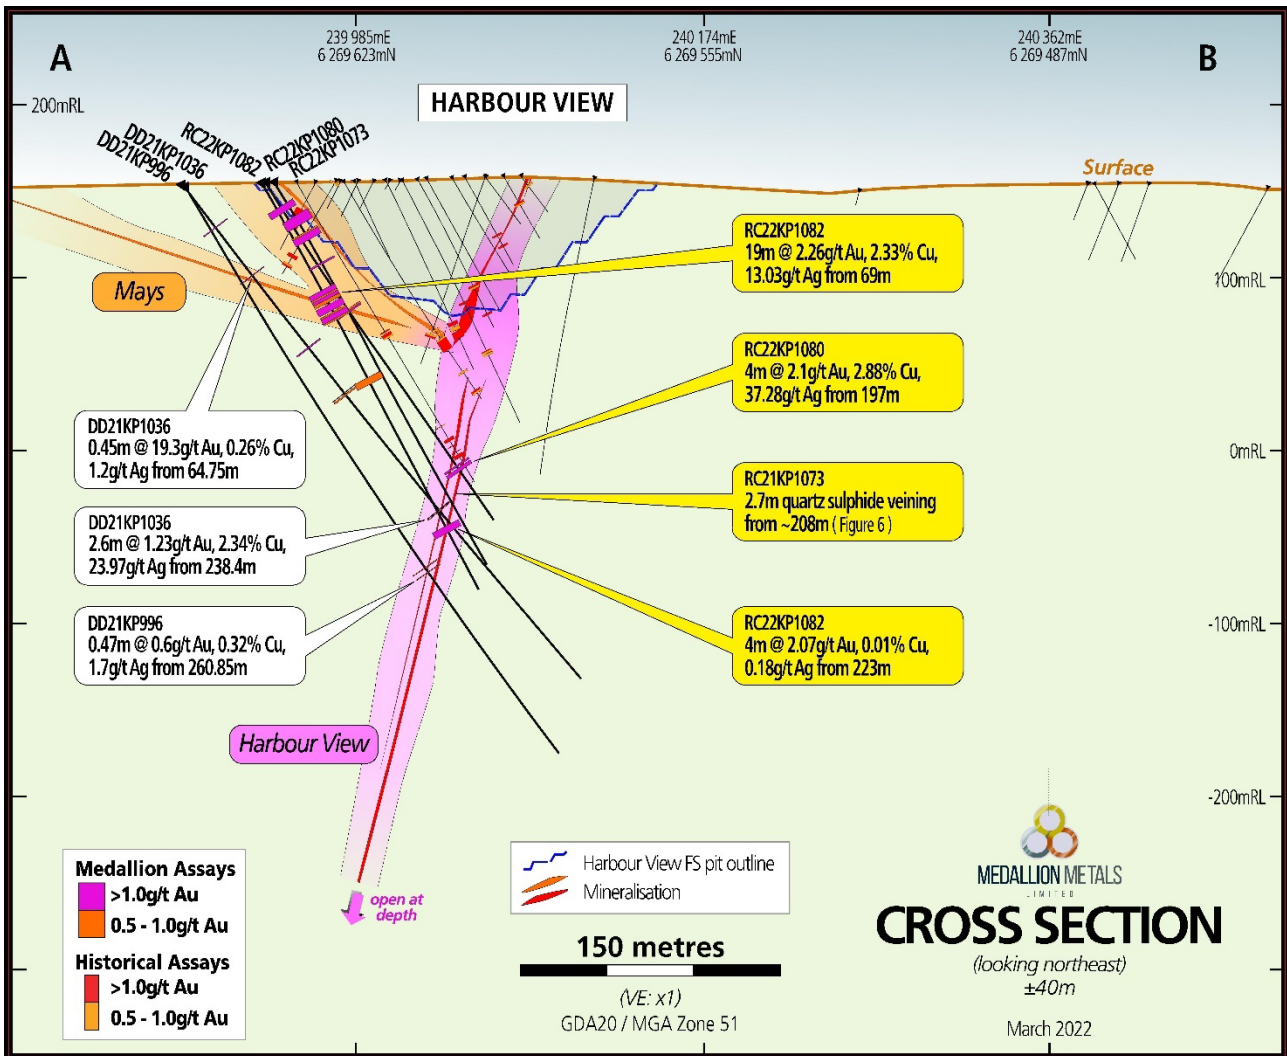 A
239 985mE
6 269 623mN
240 174mE
6 269 555mN
240 362mE
6 269 487mN
B
200mRL
HARBOUR VIEW
DD21KP996
DD21KP1036
RC22KP1082
RC22KP1080
RC22KP1073
Surface
RC22KP1082
19m @ 2.26g/t Au, 2.33% Cu,
13.03g/t Ag from 69m
100mRL
Mays
RC22KP1080
4m @ 2.1g/t Au, 2.88% Cu,
37.28g/t Ag from 197m
DD21KP1036
0.45m @ 19.3g/t Au, 0.26% Cu,
1.2g/t Ag from 64.75m
0mRL
RC21KP1073
2.7m quartz sulphide veining
from ~208m ( Figure 6 )
DD21KP1036
2.6m @ 1.23g/t Au, 2.34% Cu,
23.97g/t Ag from 238.4m
DD21KP996
0.47m @ 0.6g/t Au, 0.32% Cu,
1.7g/t Ag from 260.85m
RC22KP1082
4m @ 2.07g/t Au, 0.01% Cu,
0.18g/t Ag from 223m
-100mRL
Harbour View
-200mRL
Medallion Assays
>1.0g/t Au
0.5 - 1.0g/t Au
Historical Assays
>1.0g/t Au
0.5 - 1.0g/t Au
open at
depth
Harbour View FS pit outline
Mineralisation
150 metres
(VE: x1)
GDA20 / MGA Zone 51
MEDALLION METALS
LIMITED
CROSS SECTION
(looking northeast)
±40m
March 2022